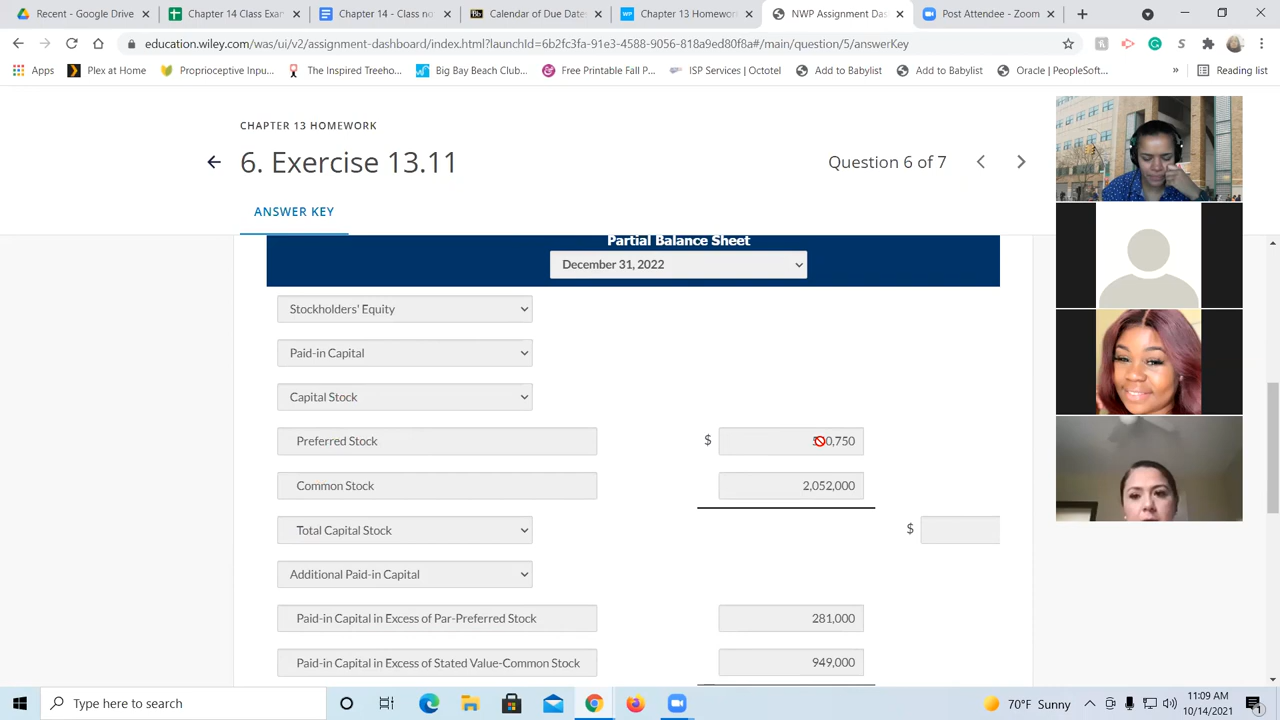 Recent - Google Drive
Chapter 14
Chapter 14 - Class no
Calendar of Due Date
Chapter 13 Homework
NWP Assignment Das
Post Attendee - Zoom
education.wiley.com/was/ui/v2/assignment-dashboard/index.html?launchId=6b2fc3fa-91e3-4588-9056-818a9cd80f8a#/main/question/5/answerKey
Apps
Plex at Home
Proprioceptive Inpu...
The Inspired Treeho...
Big Bay Beach Club...
Free Printable Fall P...
ISP Services | Octotel
Add to Babylist
Add to Babylist
Oracle | PeopleSoft...
»
Reading list
CHAPTER 13 HOMEWORK
6. Exercise 13.11
Question 6 of 7
ANSWER KEY
Partial Balance Sheet
December 31, 2022
Stockholders' Equity
Paid-in Capital
Capital Stock
Preferred Stock
$
0,750
Common Stock
2,052,000
Total Capital Stock
$
Additional Paid-in Capital
Paid-in Capital in Excess of Par-Preferred Stock
281,000
Paid-in Capital in Excess of Stated Value-Common Stock
949,000
Type here to search
70°F Sunny
11:09 AM
10/14/2021
1